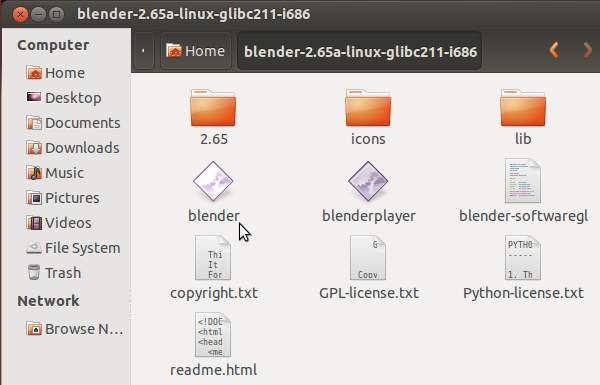 blender-2.65a-linux-glibc211-i686
Home
blender-2.65a-linux-glibc211-i686
Computer
Home
Desktop
Documents
Downloads
Music
Pictures
Videos
File System
Trash
Network
Browse N…
2.65
icons
lib
blender
blenderplayer
blender-softwaregl
This
It
For
copyright.txt
G
Copy
GPL-license.txt
PYTHO
-----
1. Th
Python-license.txt
<!DOC
<html
<head
<me
readme.html